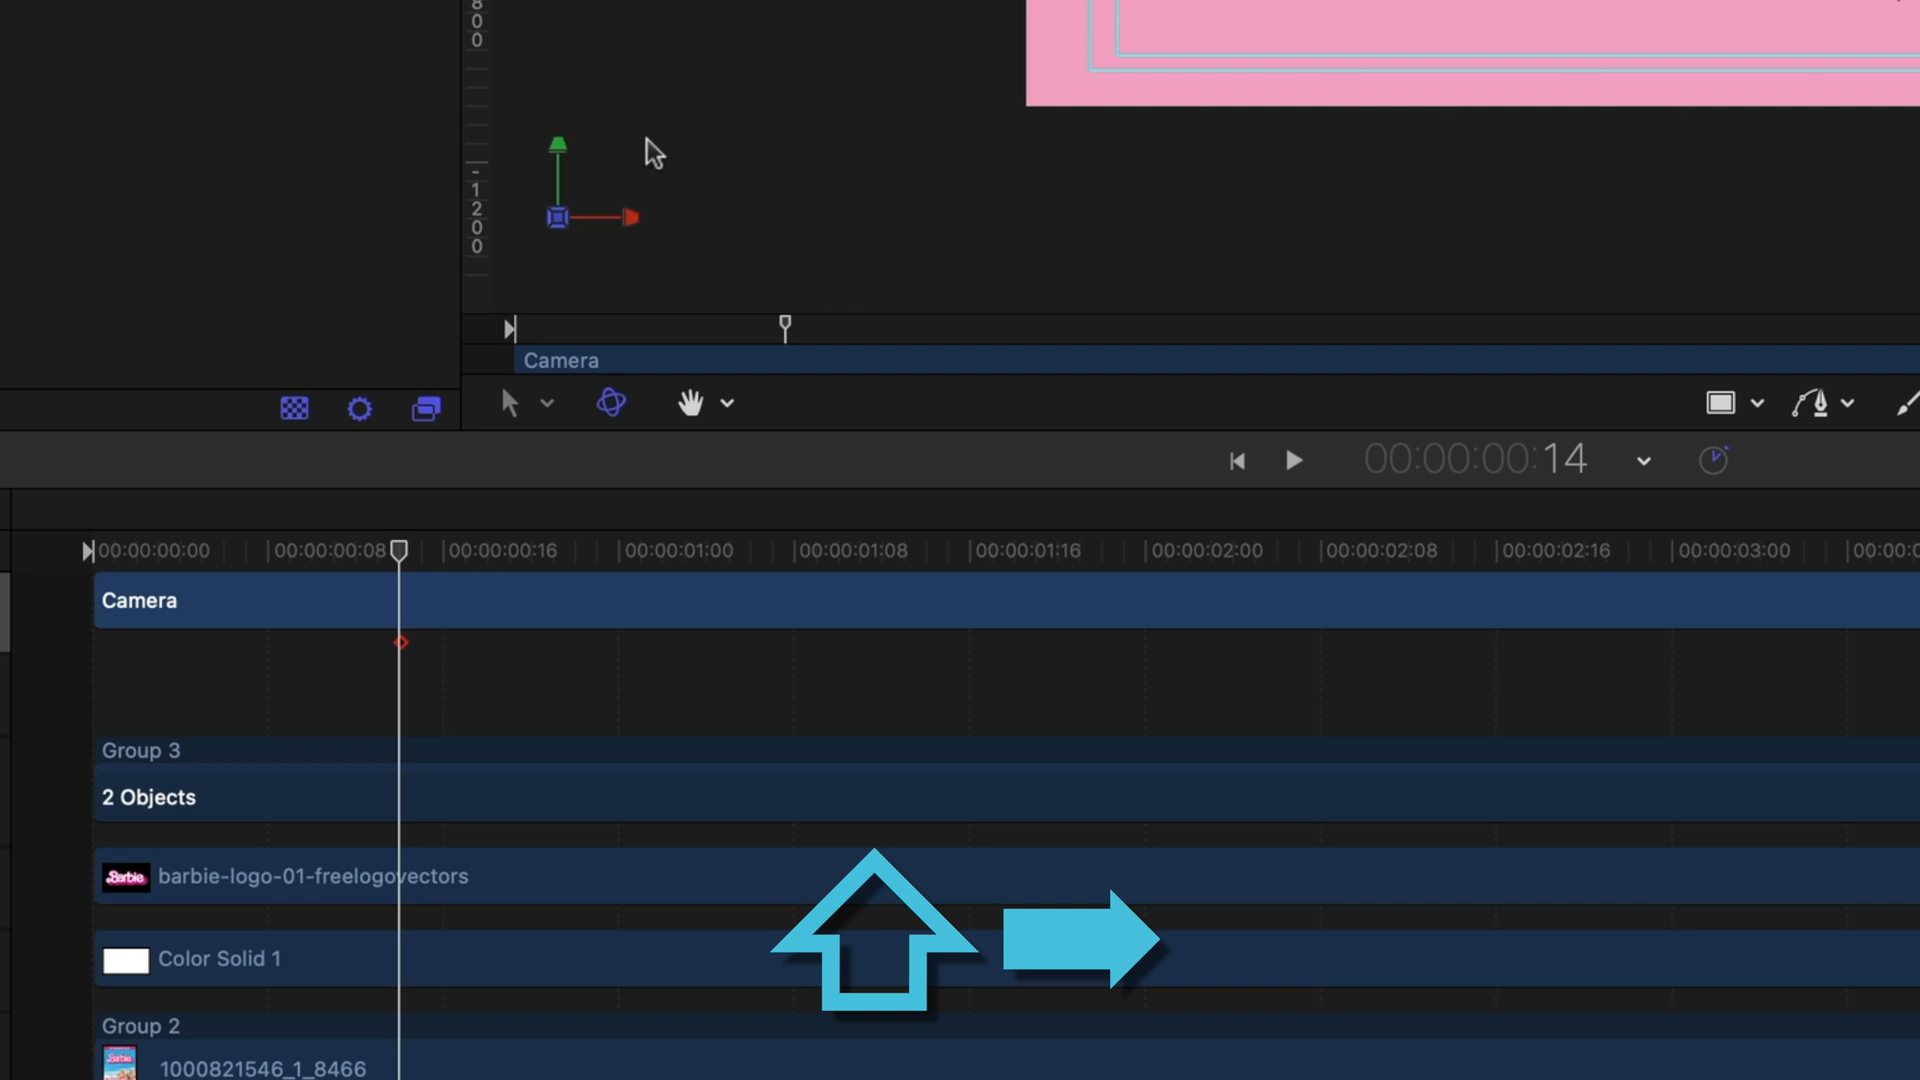 800
-1200
Camera
00:00:00:14
00:00:00:00 00:00:00:08 00:00:00:16 00:00:01:00 00:00:01:08 00:00:01:16 00:00:02:00 00:00:02:08 00:00:02:16 00:00:03:00 00:00:0
Camera
Group 3
2 Objects
Barbie barbie-logo-01-freelogovectors
Color Solid 1
Group 2
Barbie 1000821546_1_8466